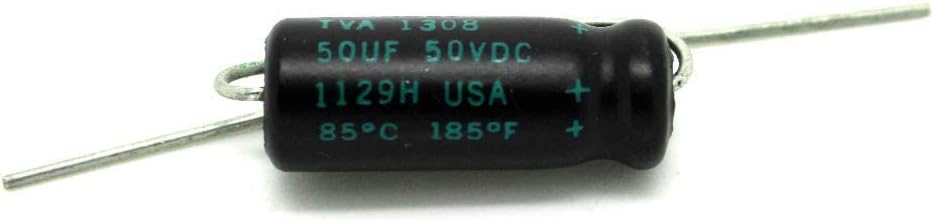 TVA 1308 +
50UF 50VDC
1129H USA +
85°C 185°F +